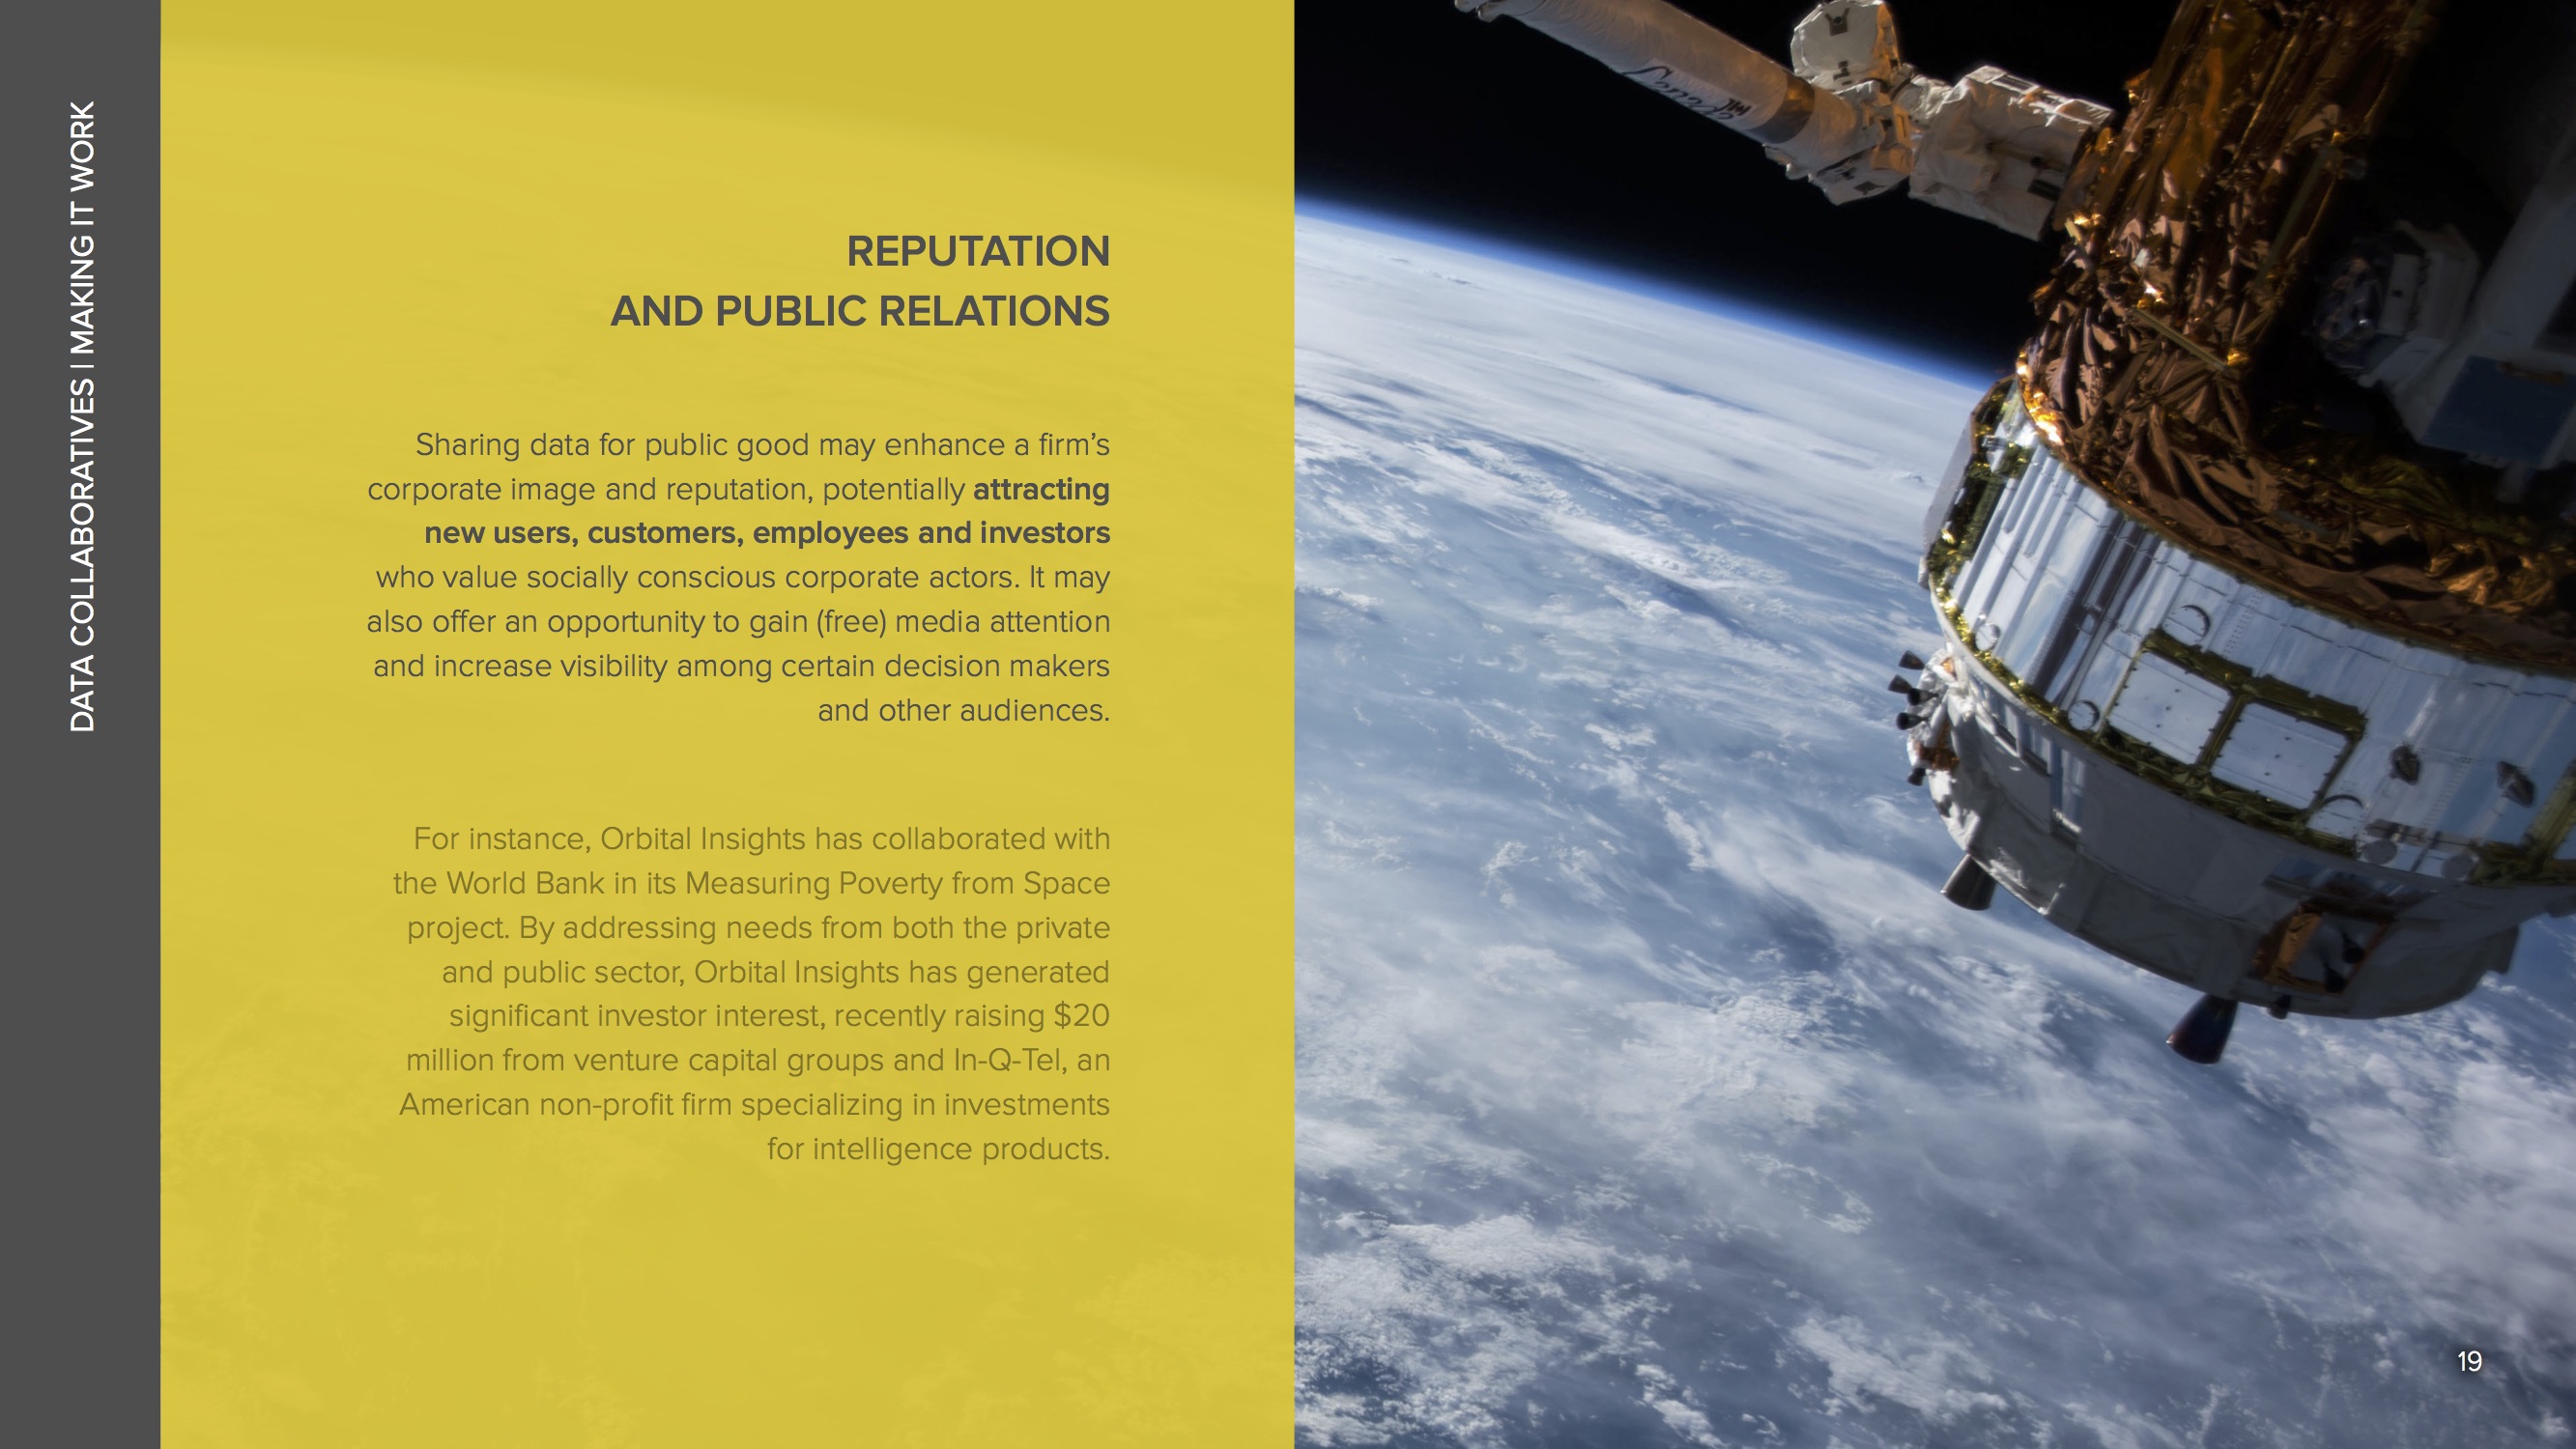 DATA COLLABORATIVES | MAKING IT WORK
REPUTATION
AND PUBLIC RELATIONS
Sharing data for public good may enhance a firm’s
corporate image and reputation, potentially attracting
new users, customers, employees and investors
who value socially conscious corporate actors. It may
also offer an opportunity to gain (free) media attention
and increase visibility among certain decision makers
and other audiences.
For instance, Orbital Insights has collaborated with
the World Bank in its Measuring Poverty from Space
project. By addressing needs from both the private
and public sector, Orbital Insights has generated
significant investor interest, recently raising $20
million from venture capital groups and In-Q-Tel, an
American non-profit firm specializing in investments
for intelligence products.
19